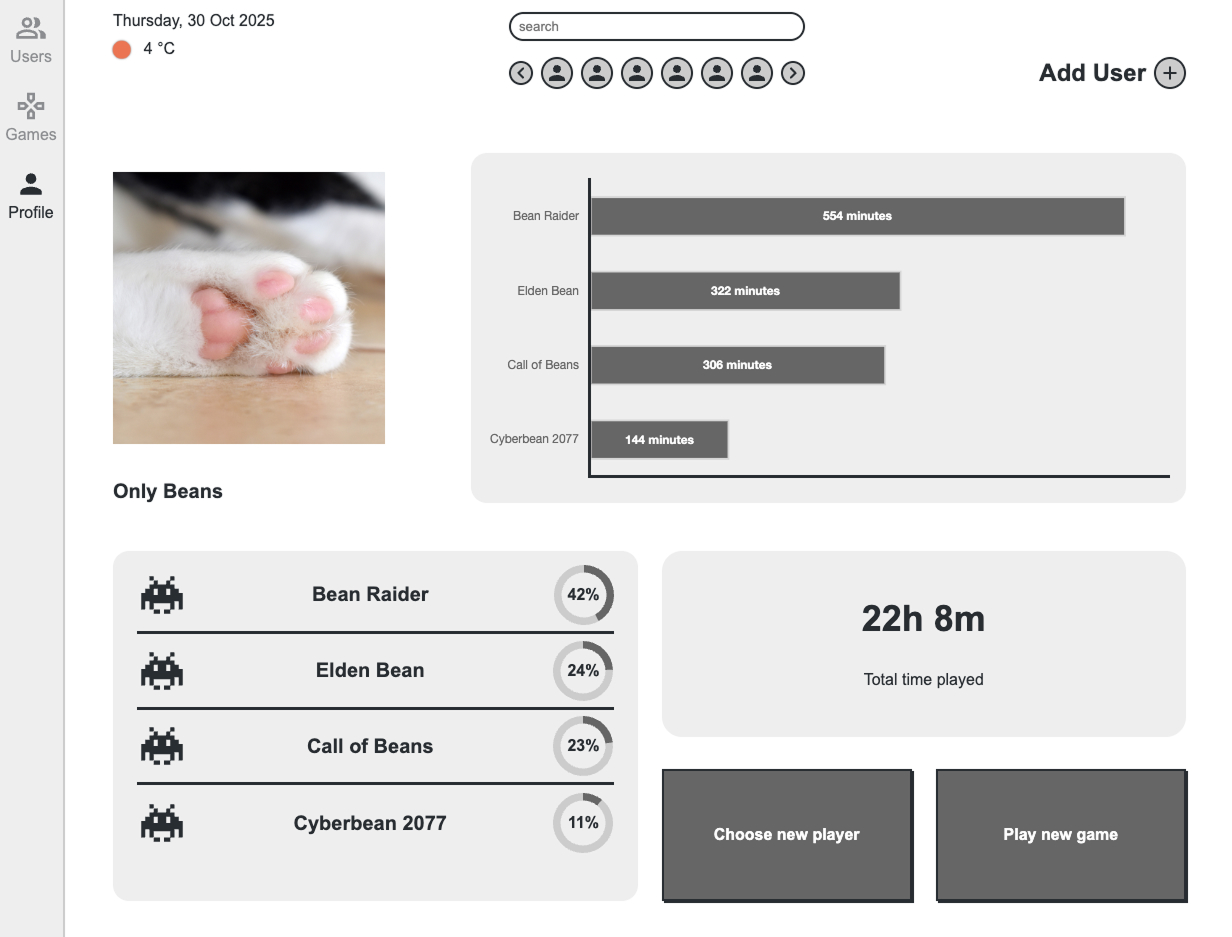 Users
Games
Profile
Thursday, 30 Oct 2025
4 °C
search
Add User
Only Beans
Bean Raider
554 minutes
Elden Bean
322 minutes
Call of Beans
306 minutes
Cyberbean 2077
144 minutes
Bean Raider
42%
Elden Bean
24%
Call of Beans
23%
Cyberbean 2077
11%
22h 8m
Total time played
Choose new player
Play new game